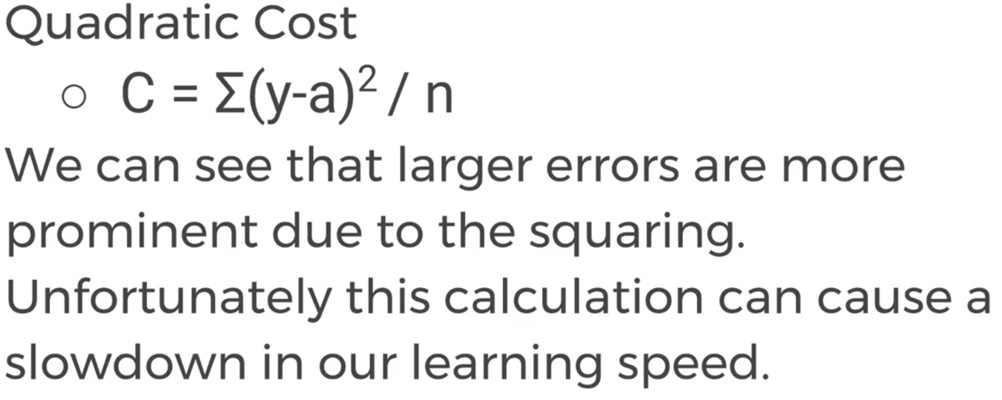 Quadratic Cost
○ C = Σ(y-a)² / n
We can see that larger errors are more
prominent due to the squaring.
Unfortunately this calculation can cause a
slowdown in our learning speed.